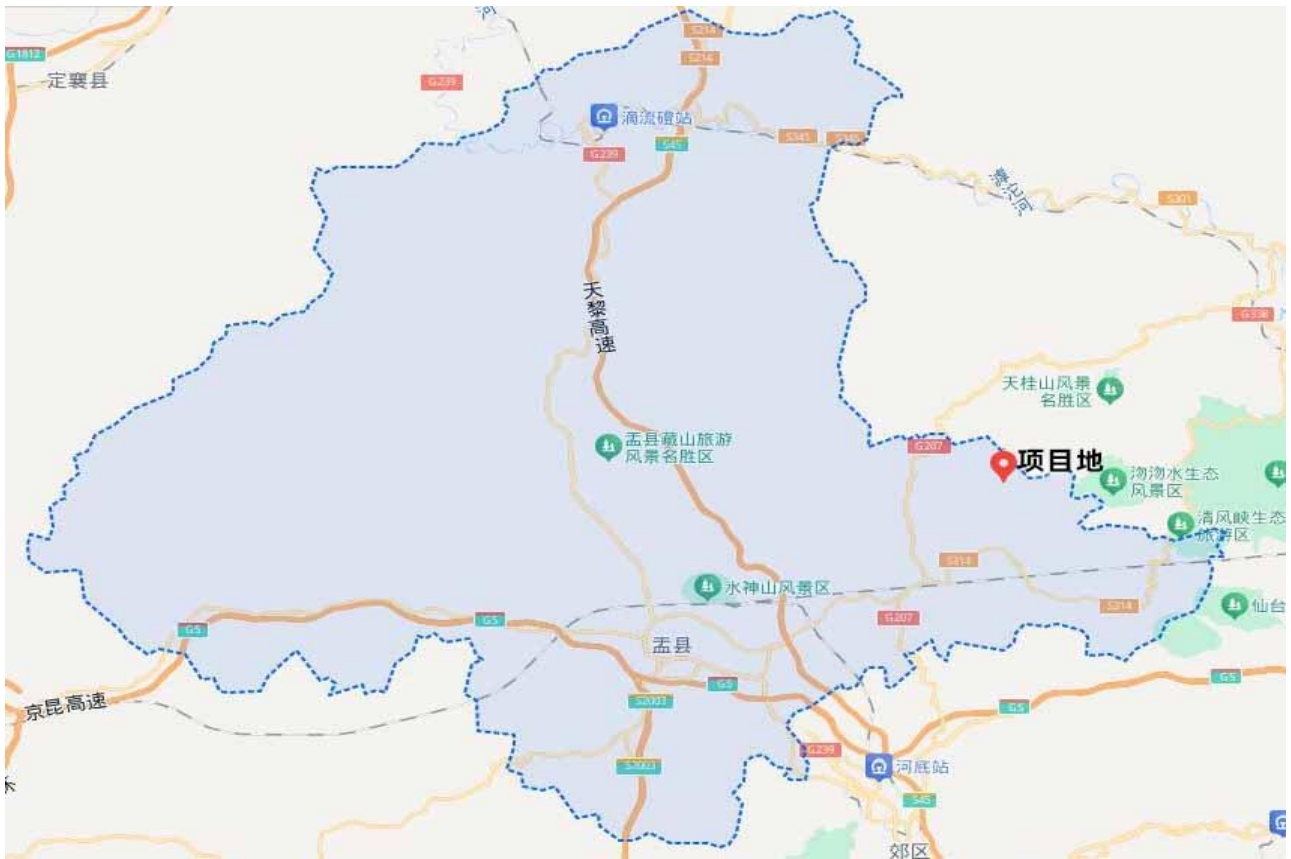 S214
河
G1812
S214
定襄县
G239
滴流磴站
S345
S345
S45
G239
滹沱河
S301
天黎高速
G338
天桂山风景
名胜区
盂县藏山旅游
风景名胜区
G207
项目地
沕沕水生态
风景区
清风峡生态
旅游区
S314
水神山风景区
仙台
S314
G5
G5
G207
盂县
G5
G5
京昆高速
S2003
G5
G239
S2003
河底站
S45
郊区